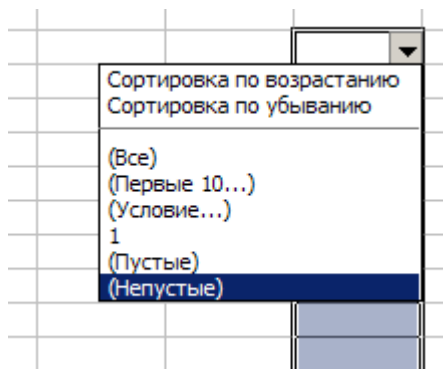 Сортировка по возрастанию
Сортировка по убыванию
(Все)
(Первые 10...)
(Условие...)
1
(Пустые)
(Непустые)